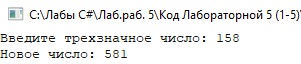 C:\Лабы C#\Лаб.раб. 5\Код Лабораторной 5 (1-5)\
Введите трехзначное число: 158
Новое число: 581